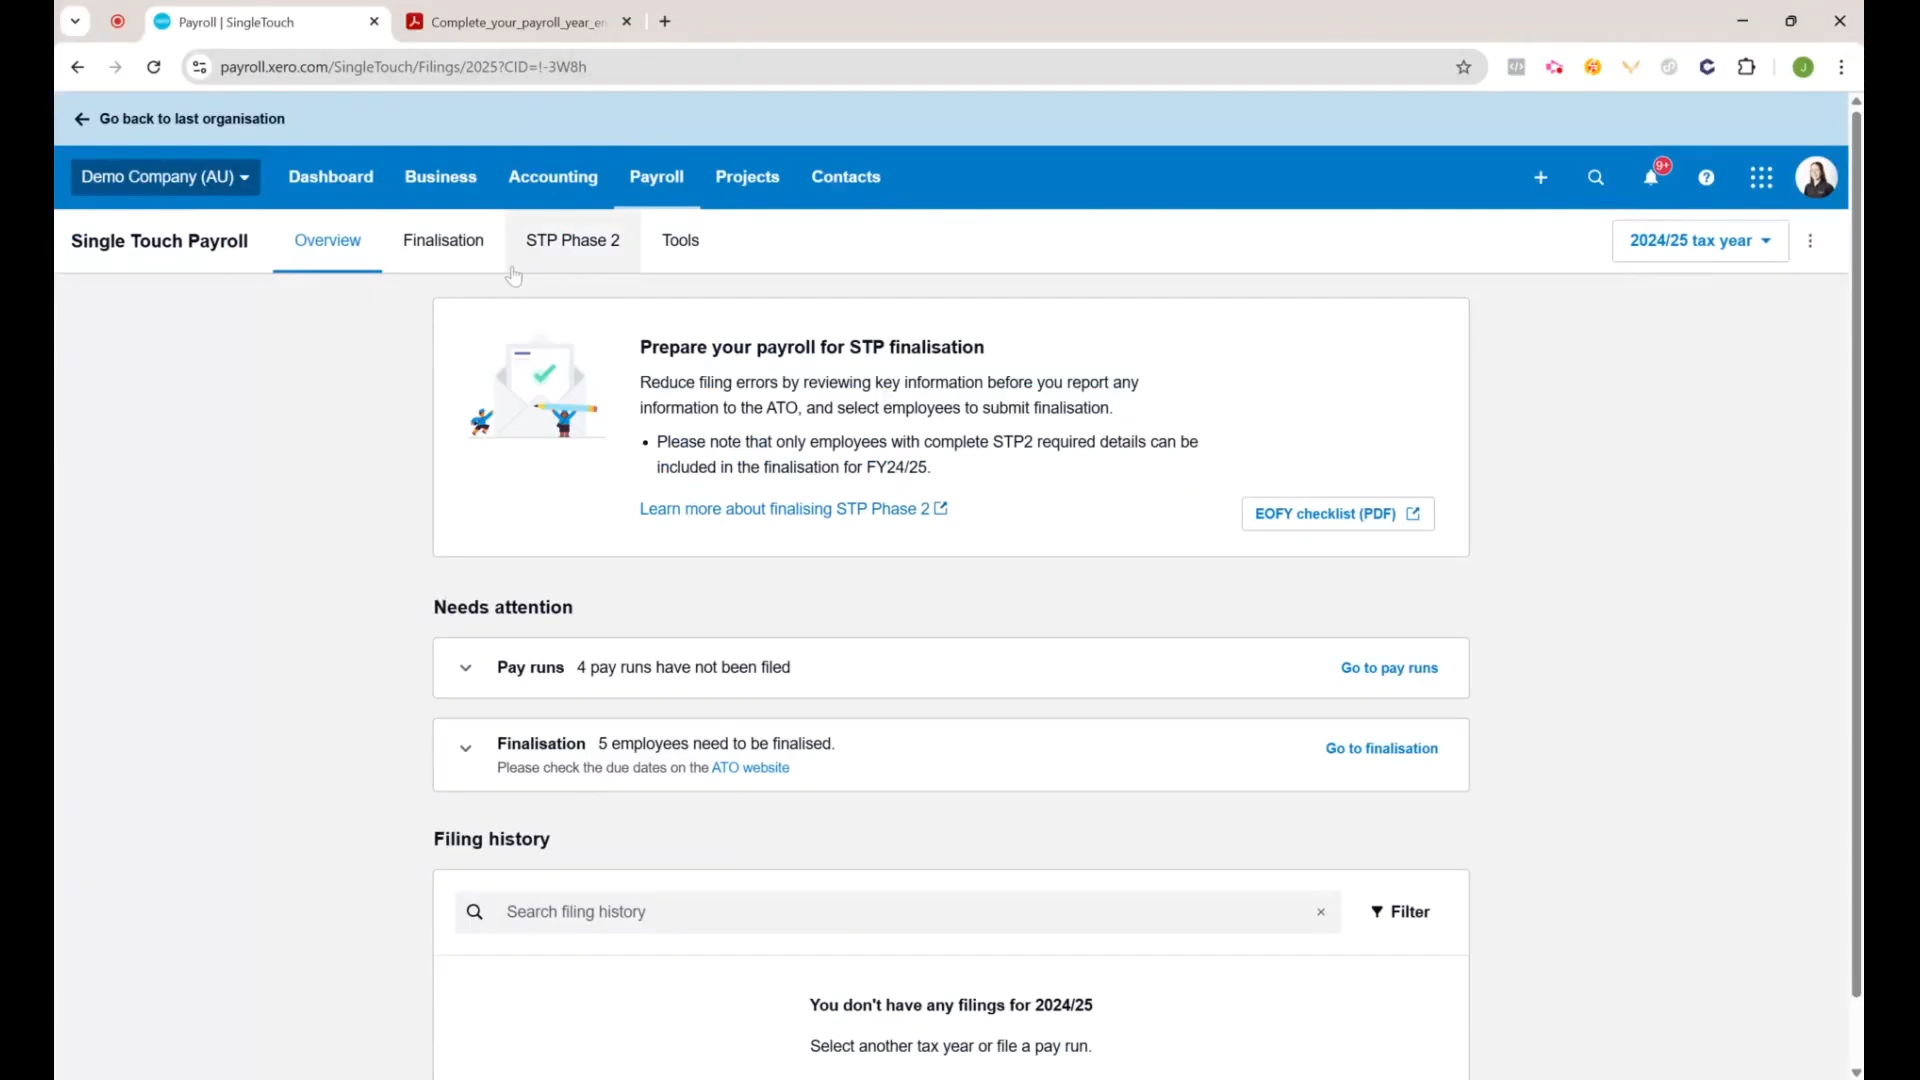 Payroll | SingleTouch
Complete_your_payroll_year_en
payroll.xero.com/SingleTouch/Filings/2025?CID=!-3W8h
J
Go back to last organisation
Demo Company (AU)
Dashboard
Business
Accounting
Payroll
Projects
Contacts
9+
Single Touch Payroll
Overview
Finalisation
STP Phase 2
Tools
2024/25 tax year
Prepare your payroll for STP finalisation
Reduce filing errors by reviewing key information before you report any
information to the ATO, and select employees to submit finalisation.
• Please note that only employees with complete STP2 required details can be
included in the finalisation for FY24/25.
Learn more about finalising STP Phase 2
EOFY checklist (PDF)
Needs attention
Pay runs 4 pay runs have not been filed
Go to pay runs
Finalisation 5 employees need to be finalised.
Please check the due dates on the ATO website
Go to finalisation
Filing history
Search filing history
Filter
You don't have any filings for 2024/25
Select another tax year or file a pay run.